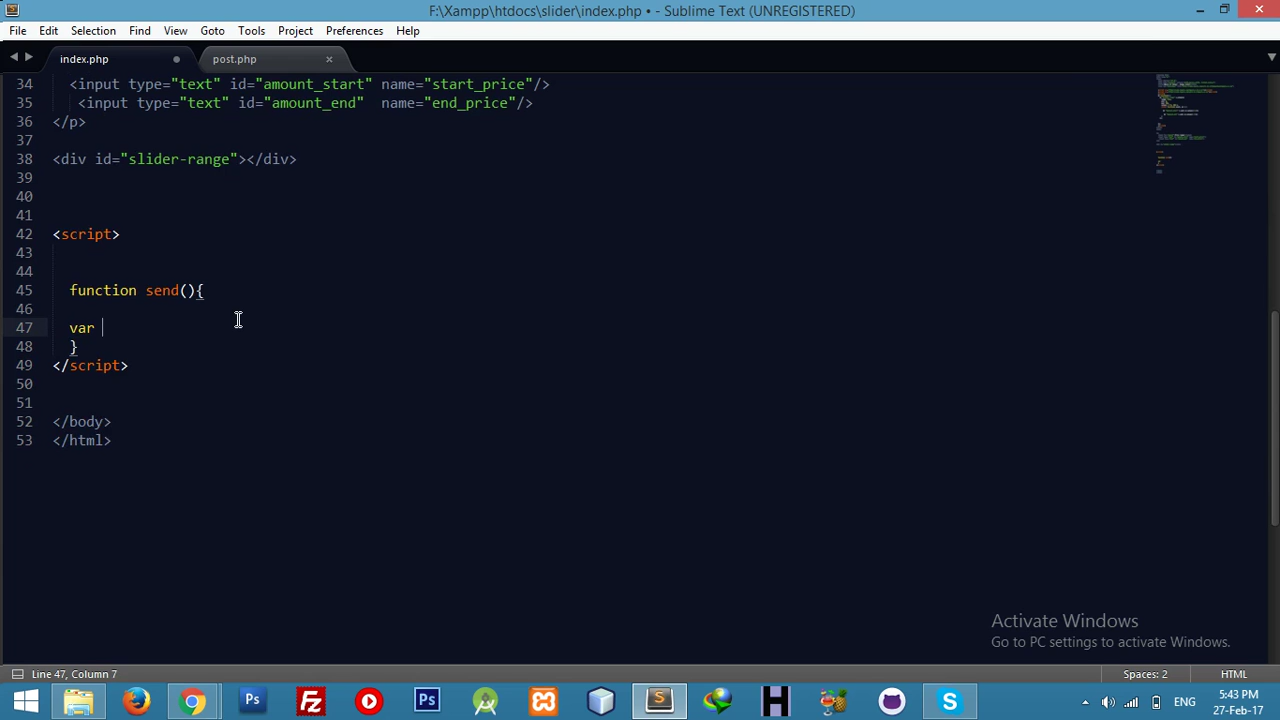 F:\Xampp\htdocs\slider\index.php • - Sublime Text (UNREGISTERED)
File Edit Selection Find View Goto Tools Project Preferences Help
index.php post.php
34 <input type="text" id="amount_start" name="start_price"/>
35 <input type="text" id="amount_end" name="end_price"/>
36 </p>
37
38 <div id="slider-range"></div>
39
40
41
42 <script>
43
44
45 function send(){
46
47 var
48 }
49 </script>
50
51
52 </body>
53 </html>
Activate Windows
Go to PC settings to activate Windows.
Line 47, Column 7 Spaces: 2 HTML
Ps Fz Ps S H S ENG 5:43 PM
27-Feb-17